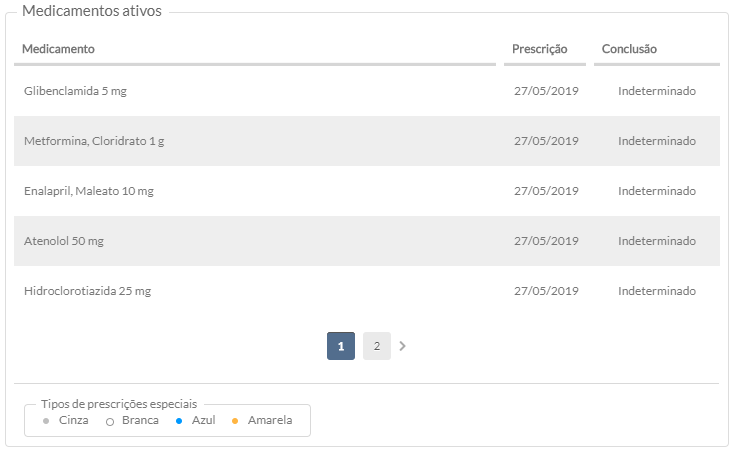 Medicamentos ativos
Medicamento Prescrição Conclusão
Glibenclamida 5 mg 27/05/2019 Indeterminado
Metformina, Cloridrato 1 g 27/05/2019 Indeterminado
Enalapril, Maleato 10 mg 27/05/2019 Indeterminado
Atenolol 50 mg 27/05/2019 Indeterminado
Hidroclorotiazida 25 mg 27/05/2019 Indeterminado
1 2
Tipos de prescrições especiais
Cinza Branca Azul Amarela